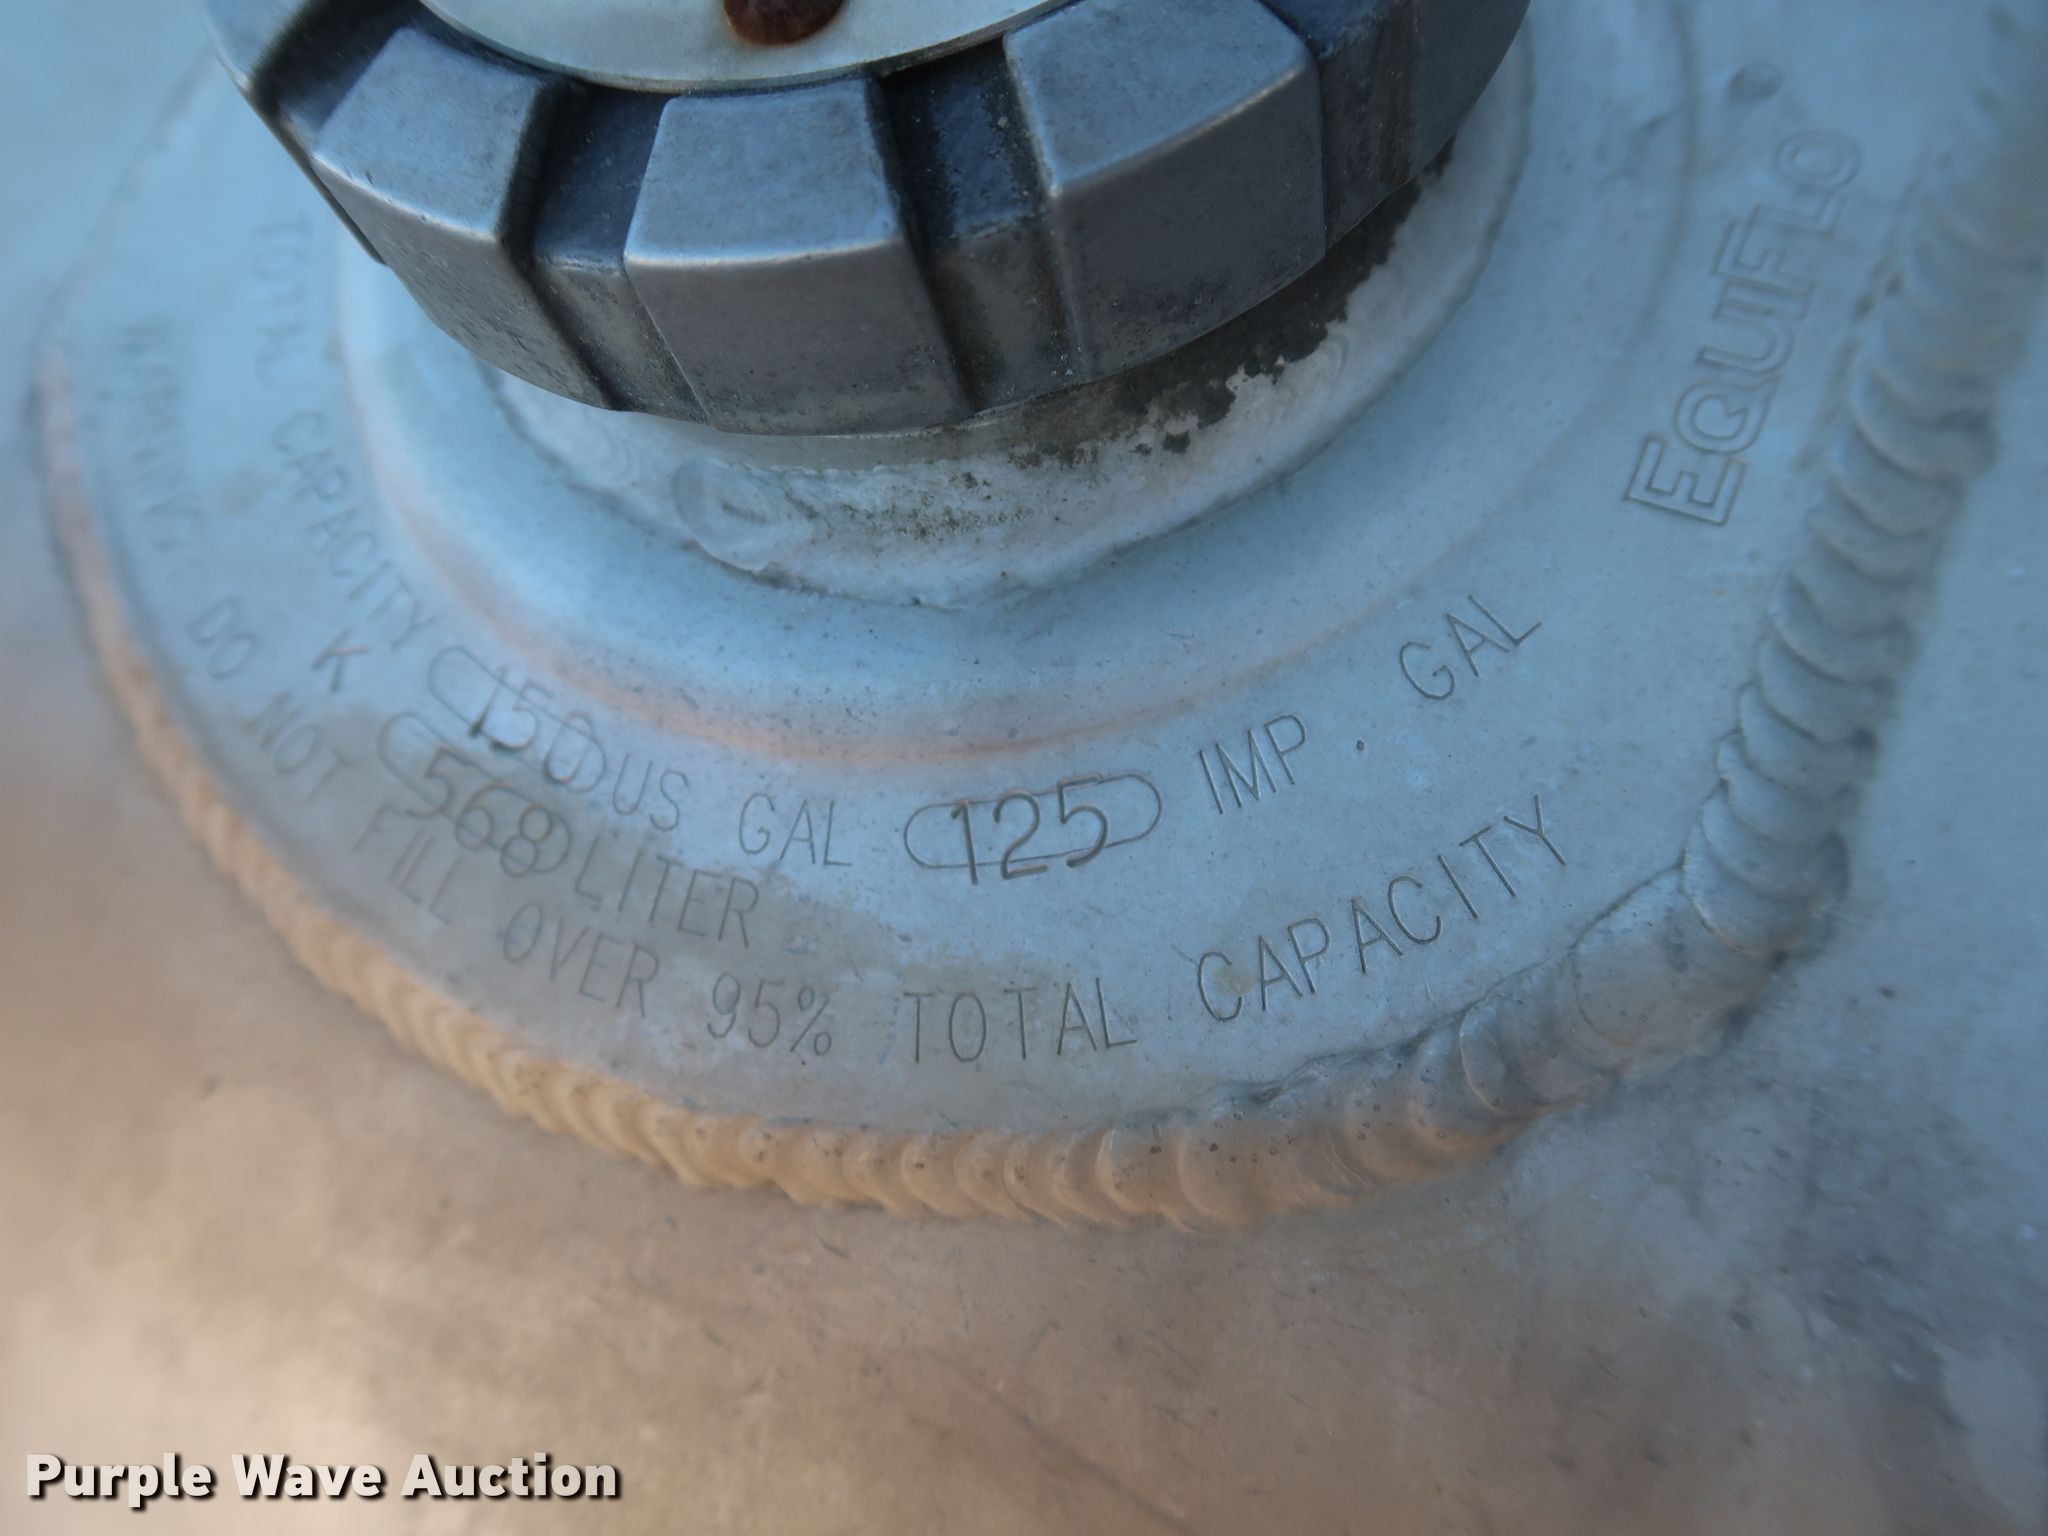 EQUIFLO®
TOTAL CAPACITY 150 US GAL 125 IMP. GAL
K 568 LITER
WARNING: DO NOT FILL OVER 95% TOTAL CAPACITY
Purple Wave Auction